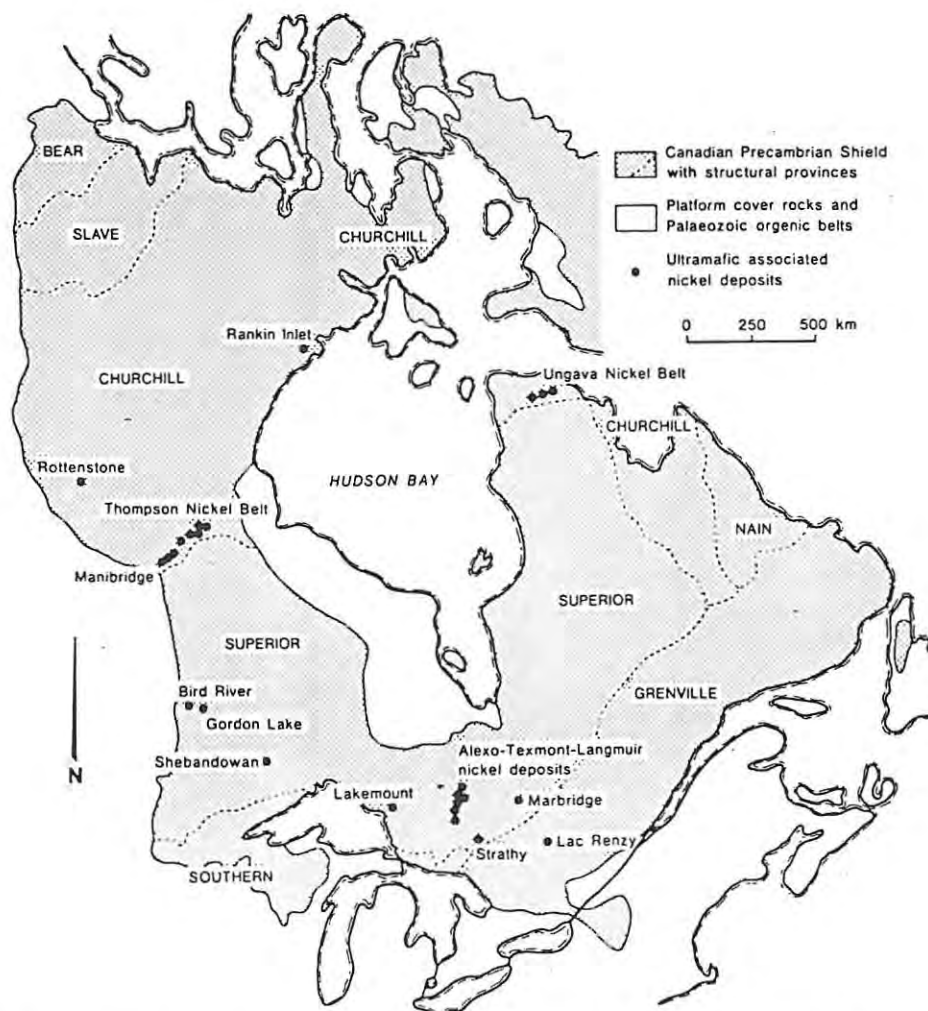 BEAR
SLAVE
CHURCHILL
Canadian Precambrian Shield
with structural provinces
Platform cover rocks and
Palaeozoic orgenic belts
Ultramafic associated
nickel deposits
0 250 500 km
Rankin Inlet
CHURCHILL
Ungava Nickel Belt
CHURCHILL
Rottenstone
HUDSON BAY
Thompson Nickel Belt
NAIN
Manibridge
SUPERIOR
SUPERIOR
GRENVILLE
Bird River
Gordon Lake
N
Shebandowan
Alexo-Texmont-Langmuir
nickel deposits
Lakemount
Marbridge
Strathy
Lac Renzy
SOUTHERN